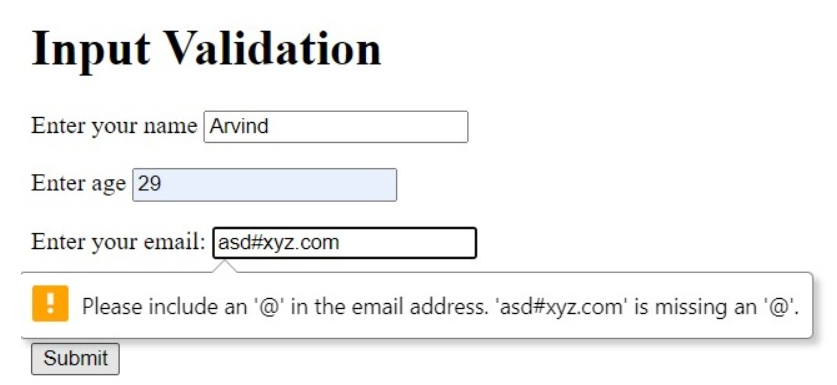 Input Validation
Enter your name Arvind
Enter age 29
Enter your email: asd#xyz.com
! Please include an '@' in the email address. 'asd#xyz.com' is missing an '@'.
Submit